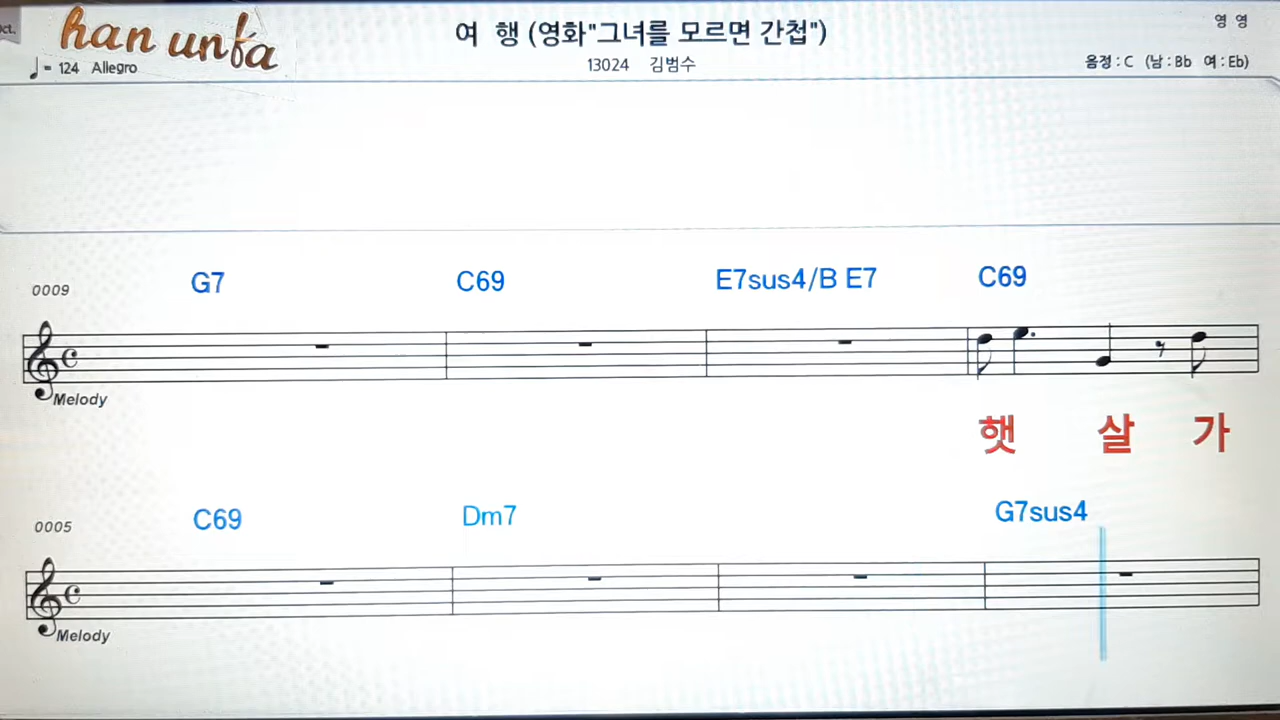 Oct.
han unfa
= 124 Allegro
여 행 (영화"그녀를 모르면 간첩")
13024 김범수
영 영
음정 : C (남 : Bb 여 : Eb)
0009 G7 C69 E7sus4/B E7 C69
Melody
햇 살 가
0005 C69 Dm7 G7sus4
Melody